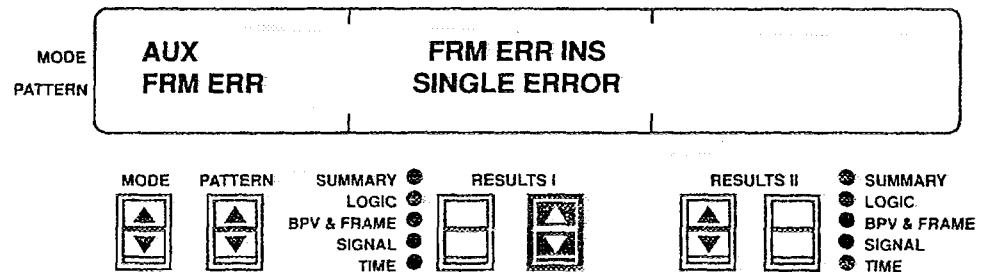 MODE AUX FRM ERR INS
PATTERN FRM ERR SINGLE ERROR
MODE PATTERN SUMMARY RESULTS I RESULTS II SUMMARY
LOGIC LOGIC
BPV & FRAME BPV & FRAME
SIGNAL SIGNAL
TIME TIME